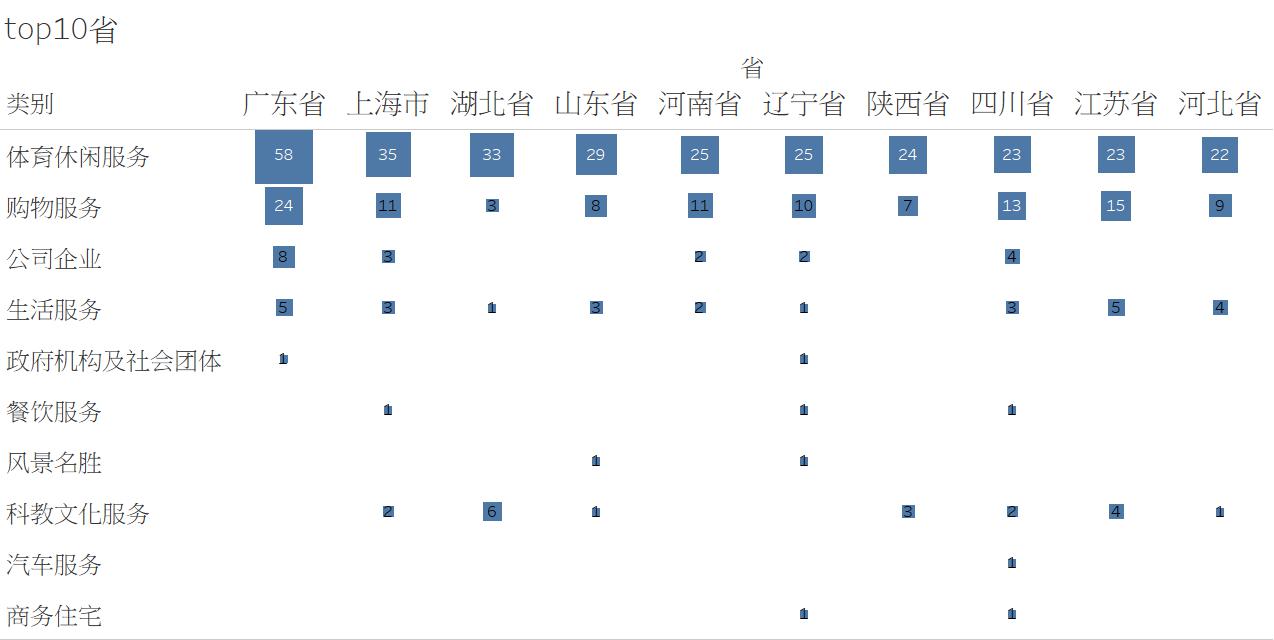 top10省
省
类别 广东省 上海市 湖北省 山东省 河南省 辽宁省 陕西省 四川省 江苏省 河北省
体育休闲服务 58 35 33 29 25 25 24 23 23 22
购物服务 24 11 3 8 11 10 7 13 15 9
公司企业 8 3 2 2 4
生活服务 5 3 1 3 2 1 3 5 4
政府机构及社会团体 1 1
餐饮服务 1 1 1
风景名胜 1 1
科教文化服务 2 6 1 3 2 4 1
汽车服务 1
商务住宅 1 1